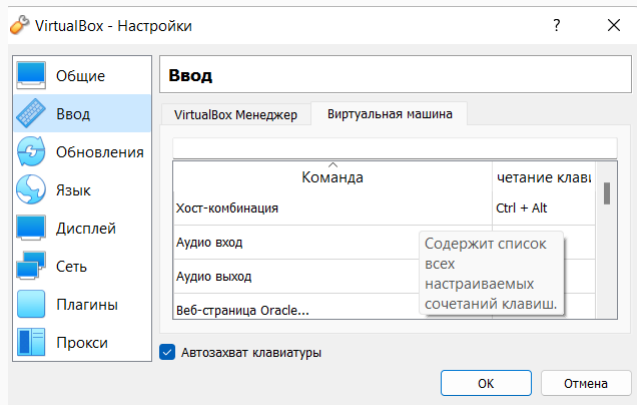 VirtualBox - Настройки
?
Общие
Ввод
Обновления
Язык
Дисплей
Сеть
Плагины
Прокси
Ввод
VirtualBox Менеджер Виртуальная машина
Команда четание клави
Хост-комбинация Ctrl + Alt
Аудио вход
Аудио выход
Веб-страница Oracle...
Содержит список
всех
настраиваемых
сочетаний клавиш.
Автозахват клавиатуры
ОК Отмена